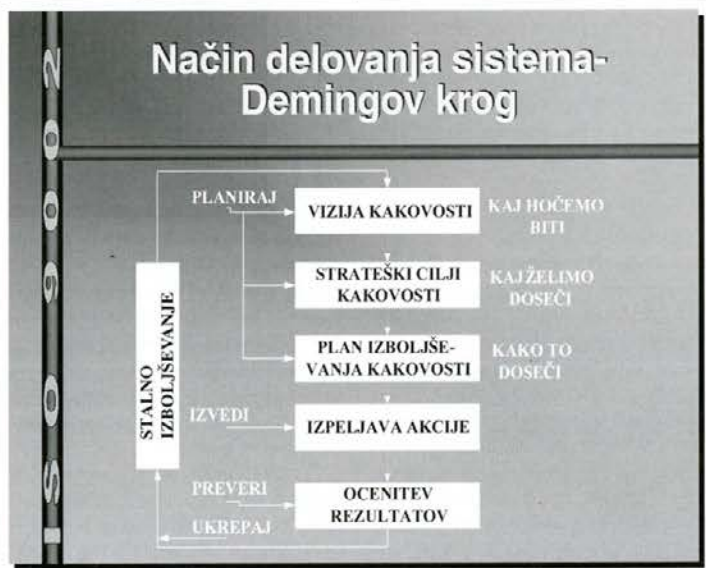 Način delovanja sistema-
Demingov krog
PLANIRAJ
VIZIJA KAKOVOSTI
KAJ HOČEMO
BITI
STRATEŠKI CILJI
KAKOVOSTI
KAJ ŽELIMO
DOSEČI
PLAN IZBOLJŠE-
VANJA KAKOVOSTI
KAKO TO
DOSEČI
STALNO
IZBOLJŠEVANJE
IZVEDI
IZPELJAVA AKCIJE
PREVERI
OCENITEV
REZULTATOV
UKREPAJ
ISO 9002